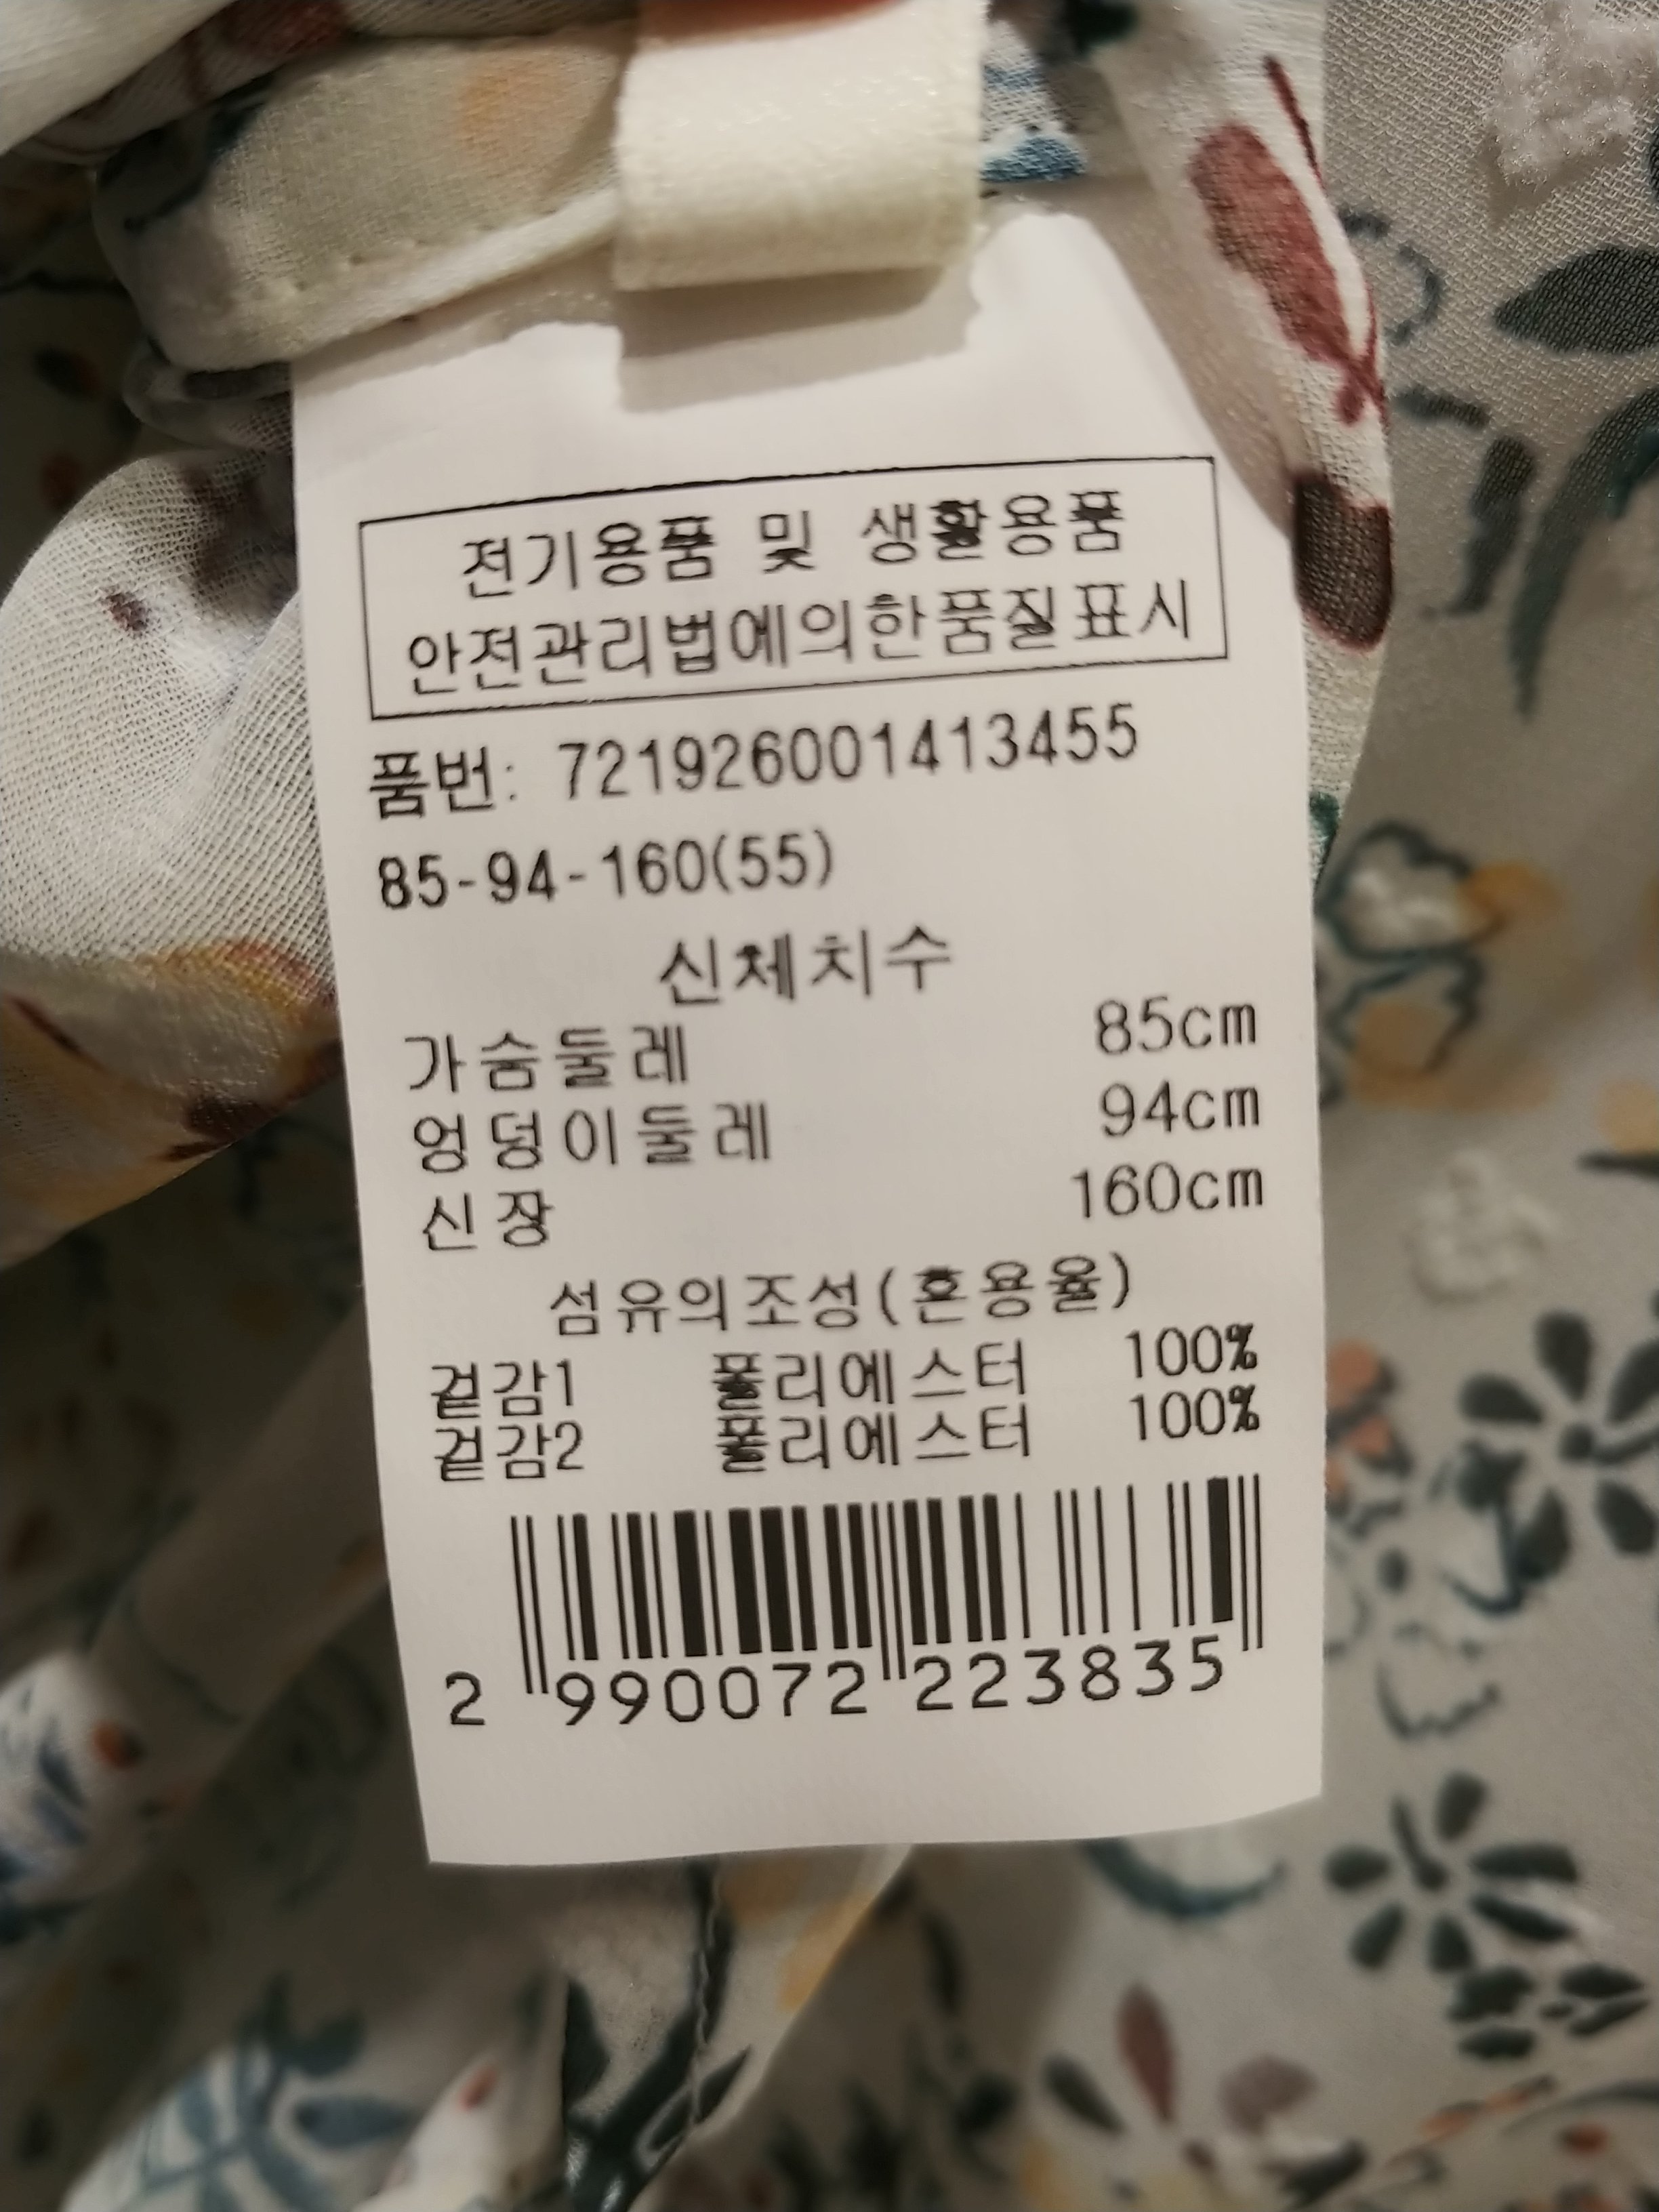 전기용품 및 생활용품
안전관리법에의한품질표시
품번: 721926001413455
85-94-160(55)
신체치수
가슴둘레 85cm
엉덩이둘레 94cm
신장 160cm
섬유의조성(혼용율)
겉감1 폴리에스터 100%
겉감2 폴리에스터 100%
2 990072 223835